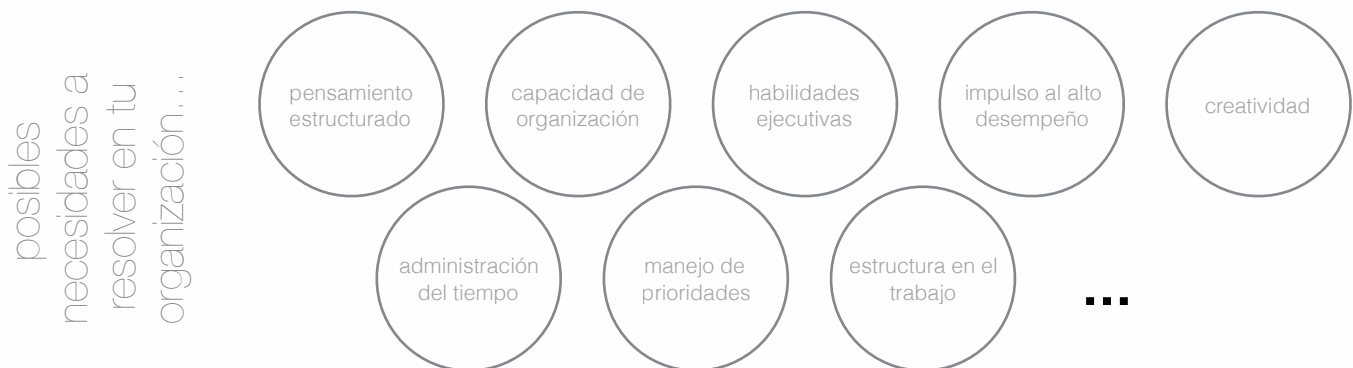 posibles
necesidades a
resolver en tu
organización...
pensamiento
estructurado
capacidad de
organización
habilidades
ejecutivas
impulso al alto
desempeño
creatividad
administración
del tiempo
manejo de
prioridades
estructura en el
trabajo
...